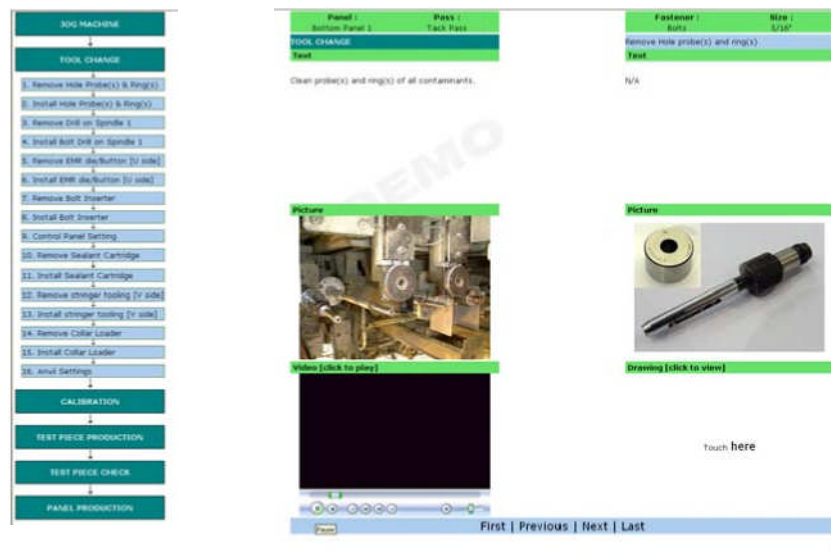 JOG MACHINE
TOOL CHANGE
1. Remove Hole Probe(s) & Ring(s)
2. Install Hole Probe(s) & Ring(s)
3. Remove Drill on Spindle 1
4. Install Bolt Drill on Spindle 1
5. Remove EMR die/Button [U side]
6. Install EMR die/Button [U side]
7. Remove Bolt Inserter
8. Install Bolt Inserter
9. Control Panel Setting
10. Remove Sealant Cartridge
11. Install Sealant Cartridge
12. Remove stringer tooling [V side]
13. Install stringer tooling [V side]
14. Remove Collar Loader
15. Install Collar Loader
16. Anvil Settings
CALIBRATION
TEST PIECE PRODUCTION
TEST PIECE CHECK
PANEL PRODUCTION
Panel : Pass :
Bottom Panel 1 Tack Pass
TOOL CHANGE
Text
Clean probe(s) and ring(s) of all contaminants.
DEMO
Picture
Video [click to play]
Pause
Fastener : Size :
Bolts 5/16"
Remove Hole probe(s) and ring(s)
Text
N/A
Picture
Drawing [click to view]
Touch here
First | Previous | Next | Last